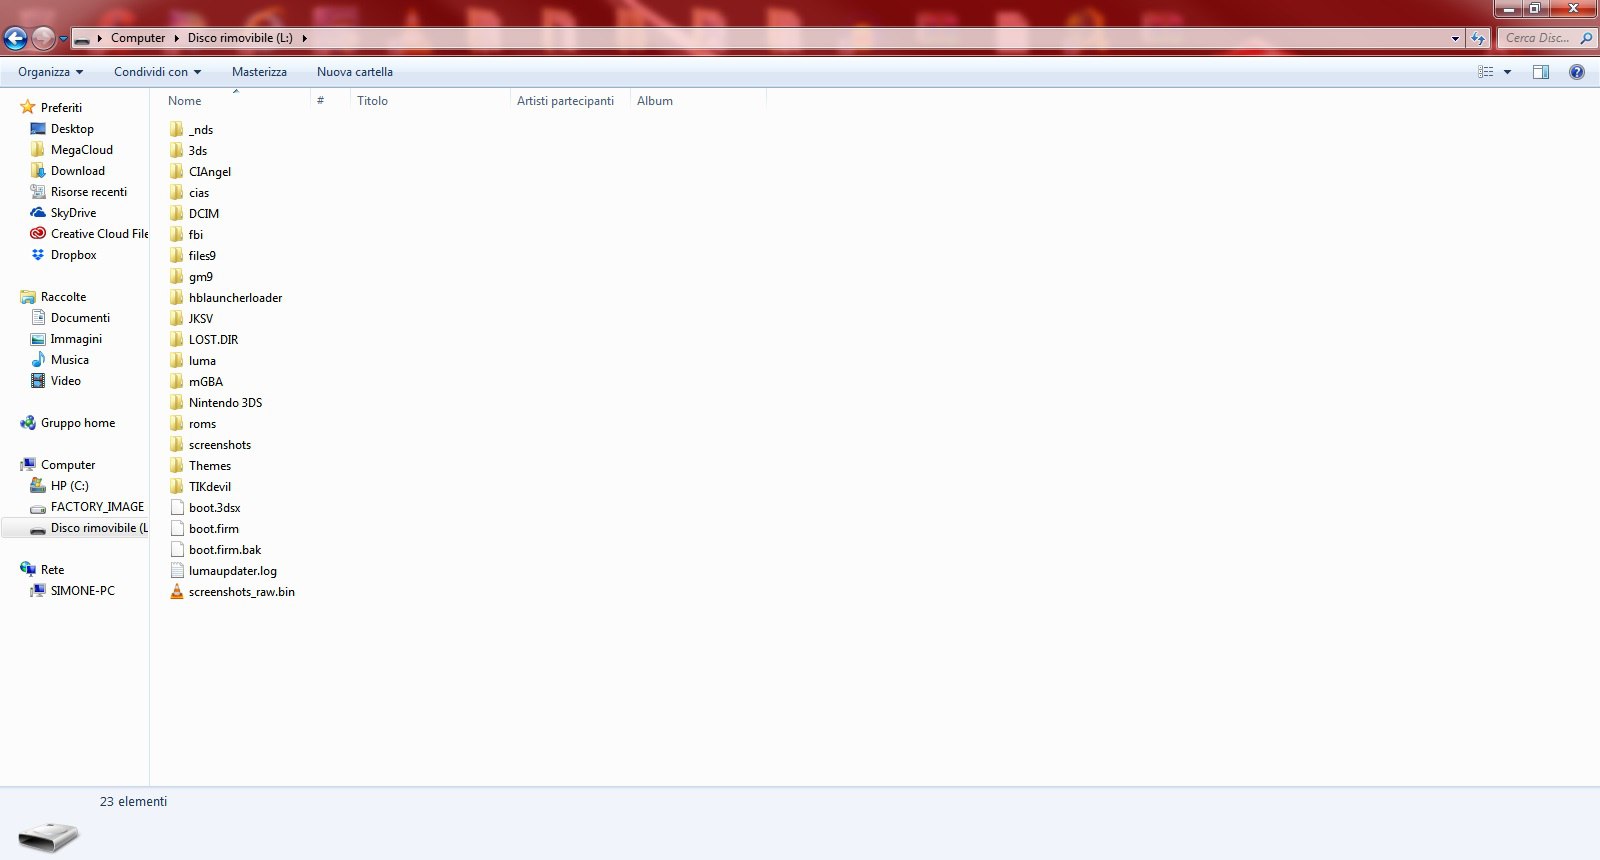 Computer Disco rimovibile (L:)
Cerca Disc...
Organizza Condividi con Masterizza Nuova cartella
Nome # Titolo Artisti partecipanti Album
Preferiti
Desktop
MegaCloud
Download
Risorse recenti
SkyDrive
Creative Cloud File
Dropbox
Raccolte
Documenti
Immagini
Musica
Video
Gruppo home
Computer
HP (C:)
FACTORY_IMAGE
Disco rimovibile (L
Rete
SIMONE-PC
_nds
3ds
CIAngel
cias
DCIM
fbi
files9
gm9
hblauncherloader
JKSV
LOST.DIR
luma
mGBA
Nintendo 3DS
roms
screenshots
Themes
TIKdevil
boot.3dsx
boot.firm
boot.firm.bak
lumaupdater.log
screenshots_raw.bin
23 elementi